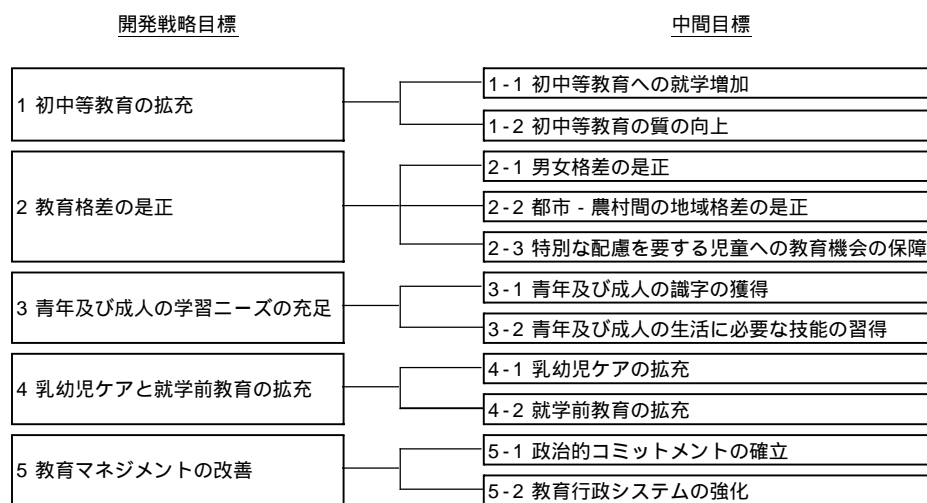 開発戦略目標
中間目標
1 初中等教育の拡充
1-1 初中等教育への就学増加
1-2 初中等教育の質の向上
2 教育格差の是正
2-1 男女格差の是正
2-2 都市 - 農村間の地域格差の是正
2-3 特別な配慮を要する児童への教育機会の保障
3 青年及び成人の学習ニーズの充足
3-1 青年及び成人の識字の獲得
3-2 青年及び成人の生活に必要な技能の習得
4 乳幼児ケアと就学前教育の拡充
4-1 乳幼児ケアの拡充
4-2 就学前教育の拡充
5 教育マネジメントの改善
5-1 政治的コミットメントの確立
5-2 教育行政システムの強化